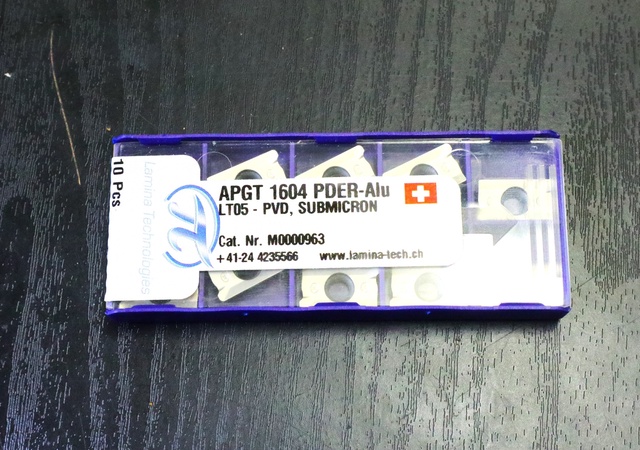 10 Pcs
Lamina Technologies
APGT 1604 PDER-Alu
LT05 - PVD, SUBMICRON
Cat. Nr. M0000963
+41-24 4235566 www.lamina-tech.ch